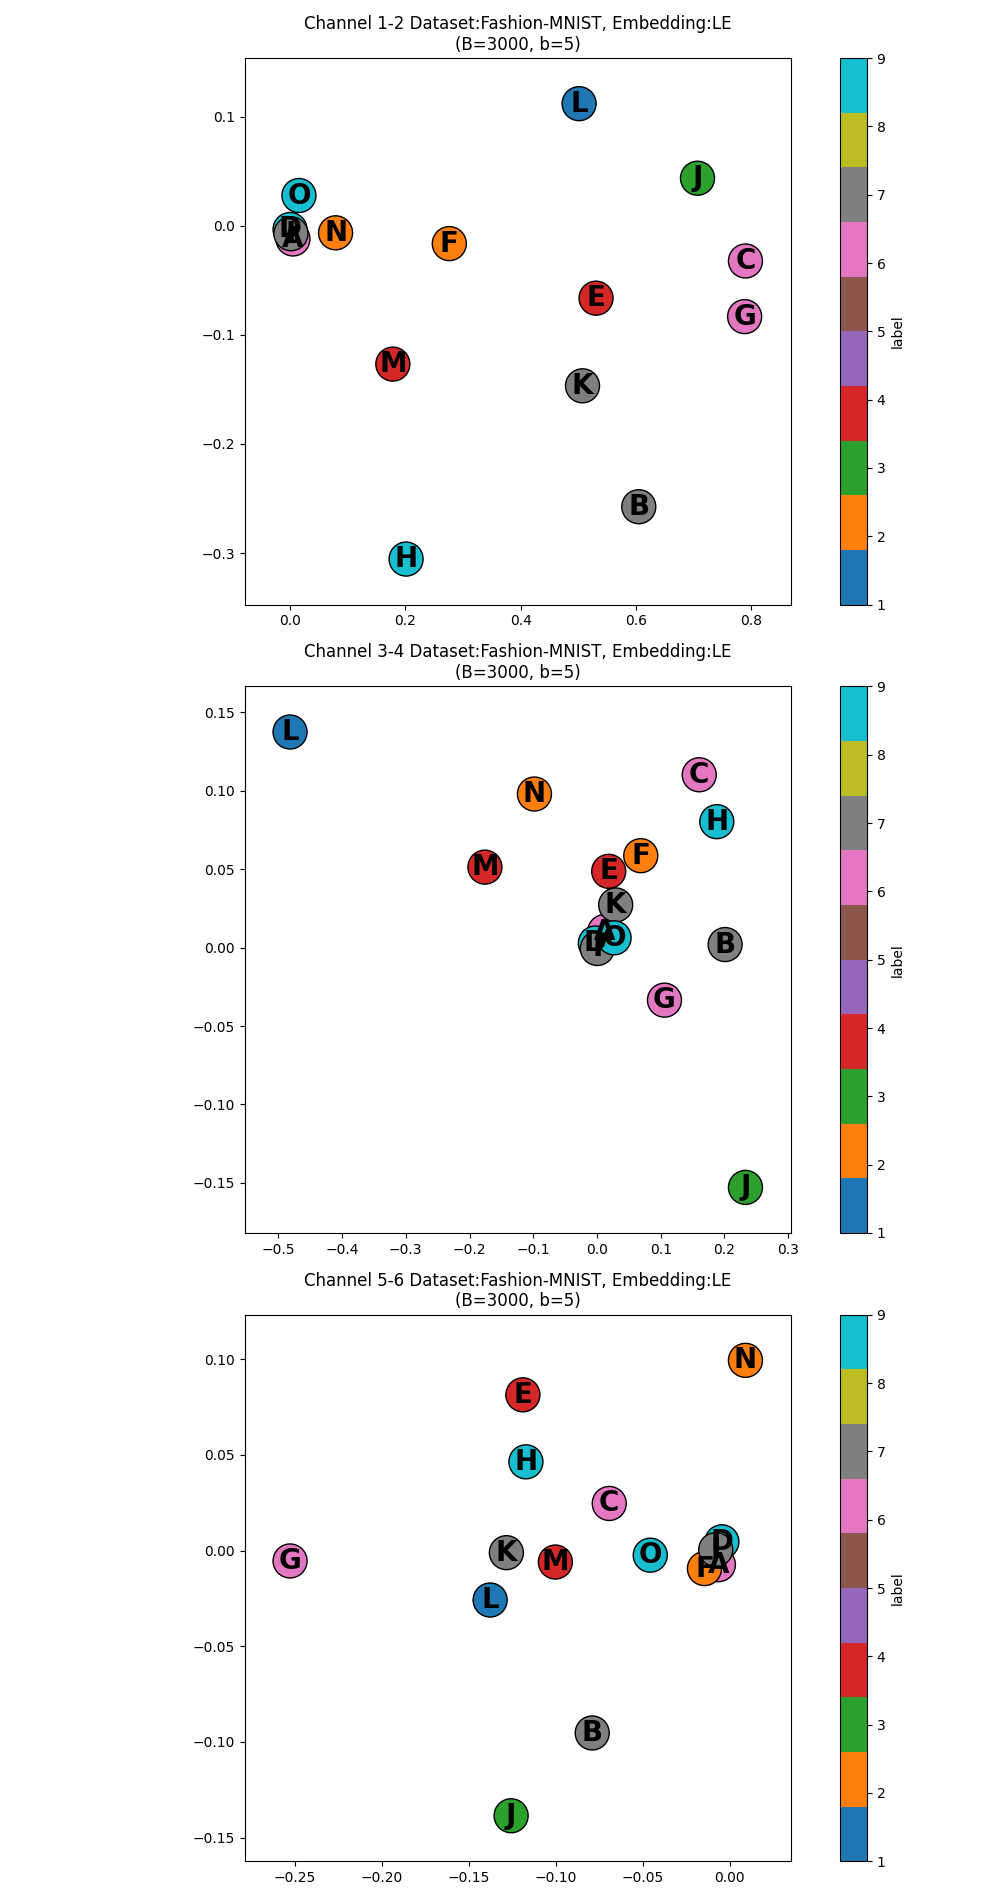 Channel 1-2 Dataset:Fashion-MNIST, Embedding:LE
(B=3000, b=5)
0.1
0.0
−0.1
−0.2
−0.3
L
J
O
D
A
N
F
C
E
G
M
K
B
H
0.0 0.2 0.4 0.6 0.8
9
8
7
6
5
4
3
2
1
label
Channel 3-4 Dataset:Fashion-MNIST, Embedding:LE
(B=3000, b=5)
0.15
0.10
0.05
0.00
−0.05
−0.10
−0.15
L
C
N
H
F
M
E
K
A
D
O
I
B
G
J
−0.5 −0.4 −0.3 −0.2 −0.1 0.0 0.1 0.2 0.3
9
8
7
6
5
4
3
2
1
label
Channel 5-6 Dataset:Fashion-MNIST, Embedding:LE
(B=3000, b=5)
0.10
0.05
0.00
−0.05
−0.10
−0.15
N
E
H
C
D
I
K
O
G
M
F
A
L
B
J
−0.25 −0.20 −0.15 −0.10 −0.05 0.00
9
8
7
6
5
4
3
2
1
label